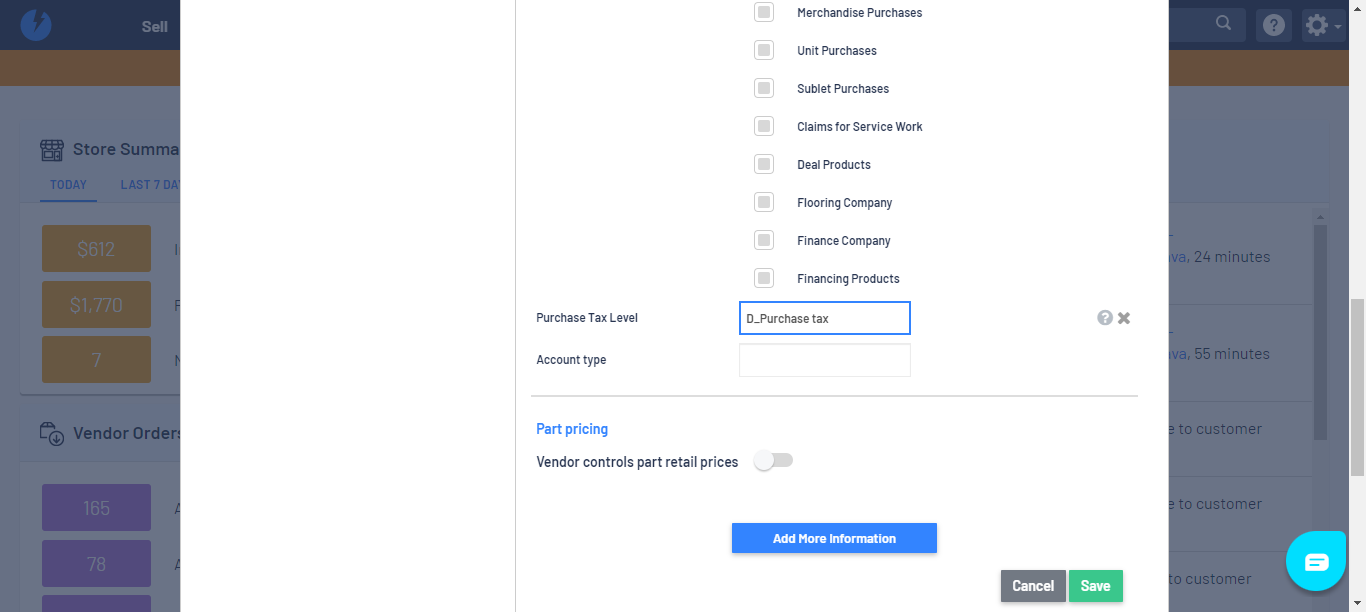 Sell
Merchandise Purchases
Unit Purchases
Sublet Purchases
Claims for Service Work
Deal Products
Flooring Company
Finance Company
Financing Products
Purchase Tax Level
D_Purchase tax
Account type
Part pricing
Vendor controls part retail prices
Add More Information
Cancel
Save
Store Summa
TODAY
LAST 7 DA
$612
$1,770
7
Vendor Orders
165
78
va, 24 minutes
va, 55 minutes
e to customer
e to customer
to customer